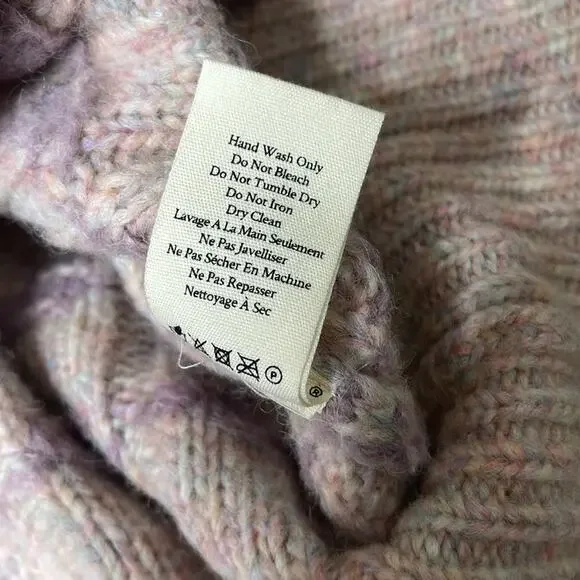 Hand Wash Only
Do Not Bleach
Do Not Tumble Dry
Do Not Iron
Dry Clean
Lavage A La Main Seulement
Ne Pas Javelliser
Ne Pas Sécher En Machine
Ne Pas Repasser
Nettoyage À Sec
P
®